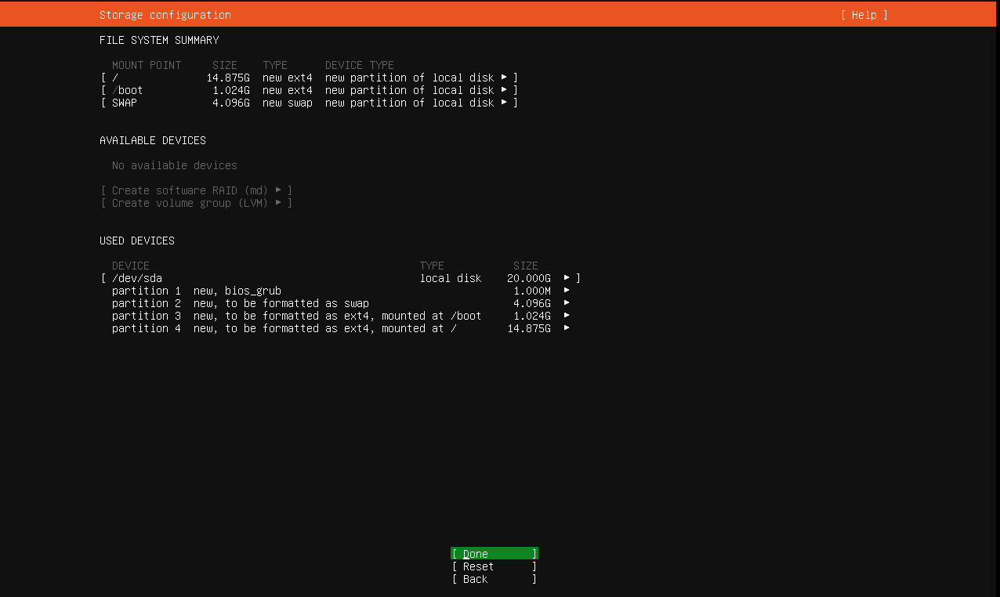 Storage configuration [ Help ]
FILE SYSTEM SUMMARY
MOUNT POINT SIZE TYPE DEVICE TYPE
[ / 14.875G new ext4 new partition of local disk ▸ ]
[ /boot 1.024G new ext4 new partition of local disk ▸ ]
[ SWAP 4.096G new swap new partition of local disk ▸ ]
AVAILABLE DEVICES
No available devices
[ Create software RAID (md) ▸ ]
[ Create volume group (LVM) ▸ ]
USED DEVICES
DEVICE TYPE SIZE
[ /dev/sda local disk 20.000G ▸ ]
partition 1 new, bios_grub 1.000M ▸
partition 2 new, to be formatted as swap 4.096G ▸
partition 3 new, to be formatted as ext4, mounted at /boot 1.024G ▸
partition 4 new, to be formatted as ext4, mounted at / 14.875G ▸
[ Done ]
[ Reset ]
[ Back ]